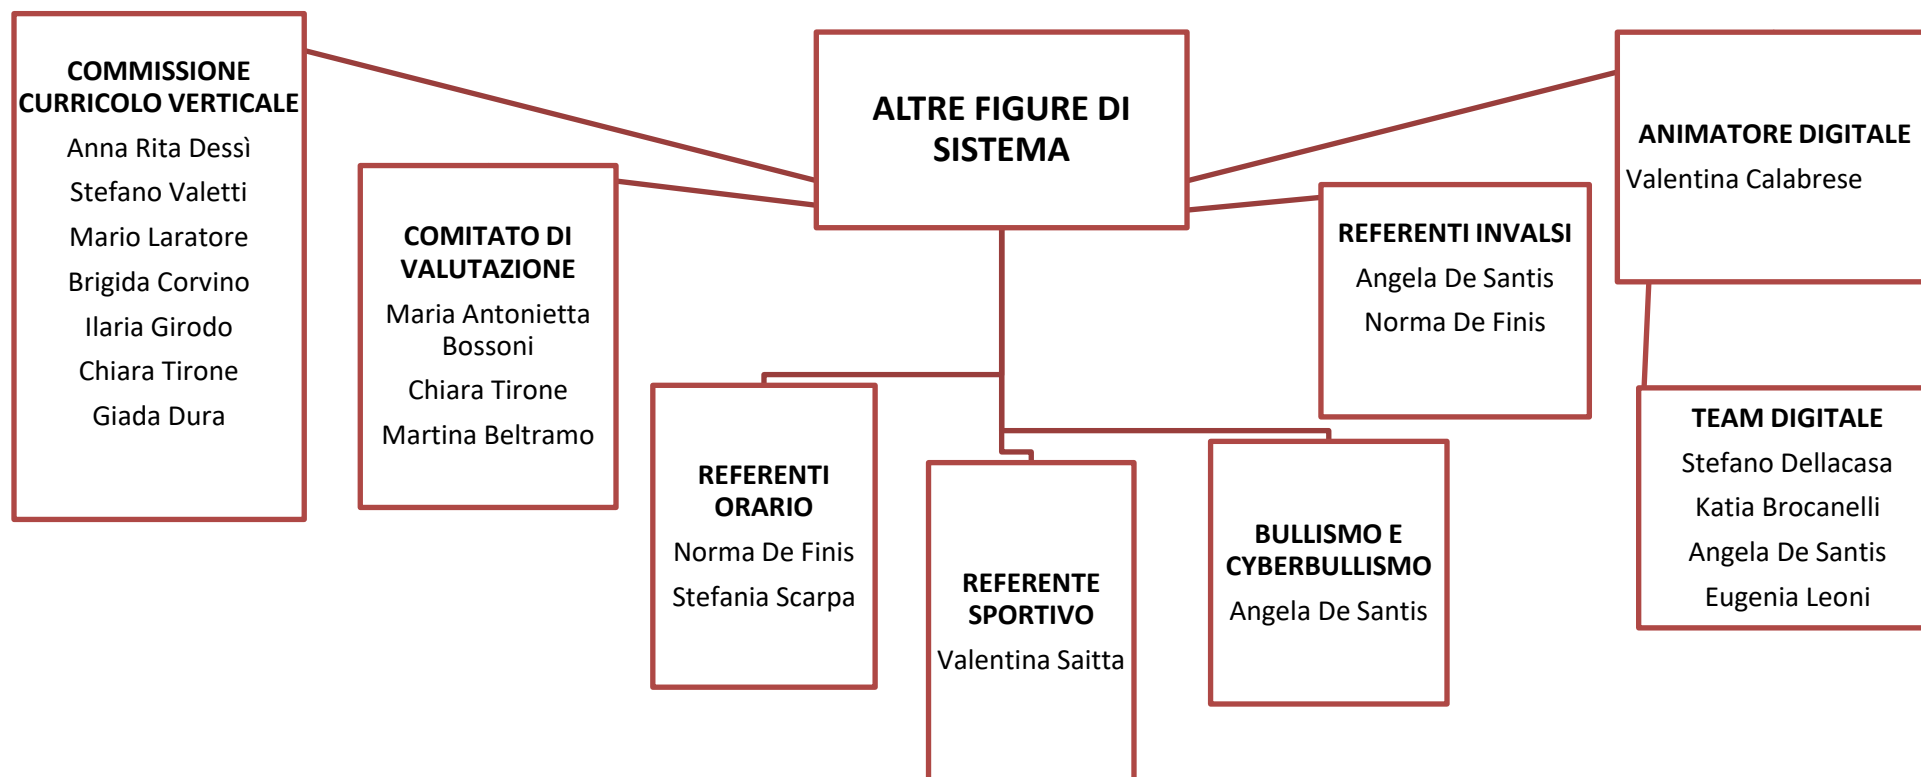 COMMISSIONE
CURRICOLO VERTICALE
Anna Rita Dessì
Stefano Valetti
Mario Laratore
Brigida Corvino
Ilaria Girodo
Chiara Tirone
Giada Dura
COMITATO DI
VALUTAZIONE
Maria Antonietta
Bossoni
Chiara Tirone
Martina Beltramo
ALTRE FIGURE DI
SISTEMA
REFERENTI
ORARIO
Norma De Finis
Stefania Scarpa
REFERENTE
SPORTIVO
Valentina Saitta
BULLISMO E
CYBERBULLISMO
Angela De Santis
REFERENTI INVALSI
Angela De Santis
Norma De Finis
ANIMATORE DIGITALE
Valentina Calabrese
TEAM DIGITALE
Stefano Dellacasa
Katia Brocanelli
Angela De Santis
Eugenia Leoni